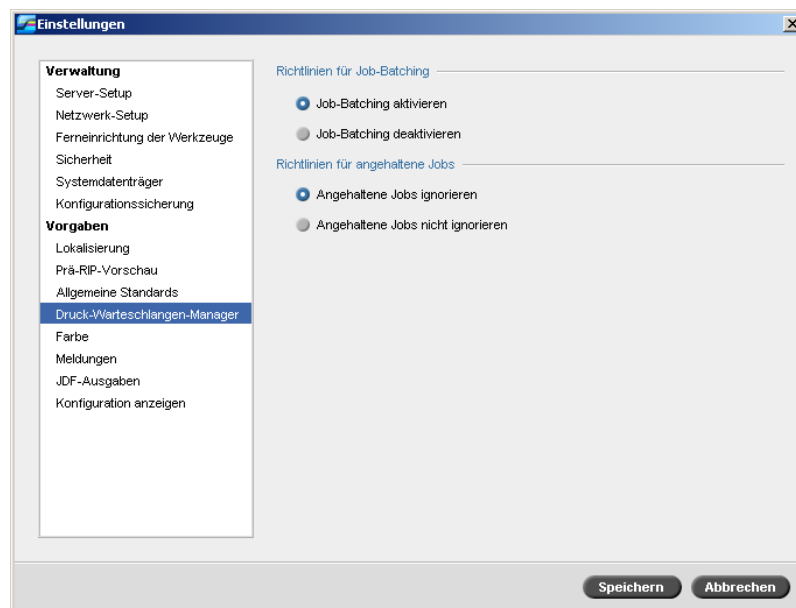 Einstellungen
Verwaltung
Server-Setup
Netzwerk-Setup
Ferneinrichtung der Werkzeuge
Sicherheit
Systemdatenträger
Konfigurationssicherung
Vorgaben
Lokalisierung
Prä-RIP-Vorschau
Allgemeine Standards
Druck-Warteschlangen-Manager
Farbe
Meldungen
JDF-Ausgaben
Konfiguration anzeigen
Richtlinien für Job-Batching
Job-Batching aktivieren
Job-Batching deaktivieren
Richtlinien für angehaltene Jobs
Angehaltene Jobs ignorieren
Angehaltene Jobs nicht ignorieren
Speichern
Abbrechen